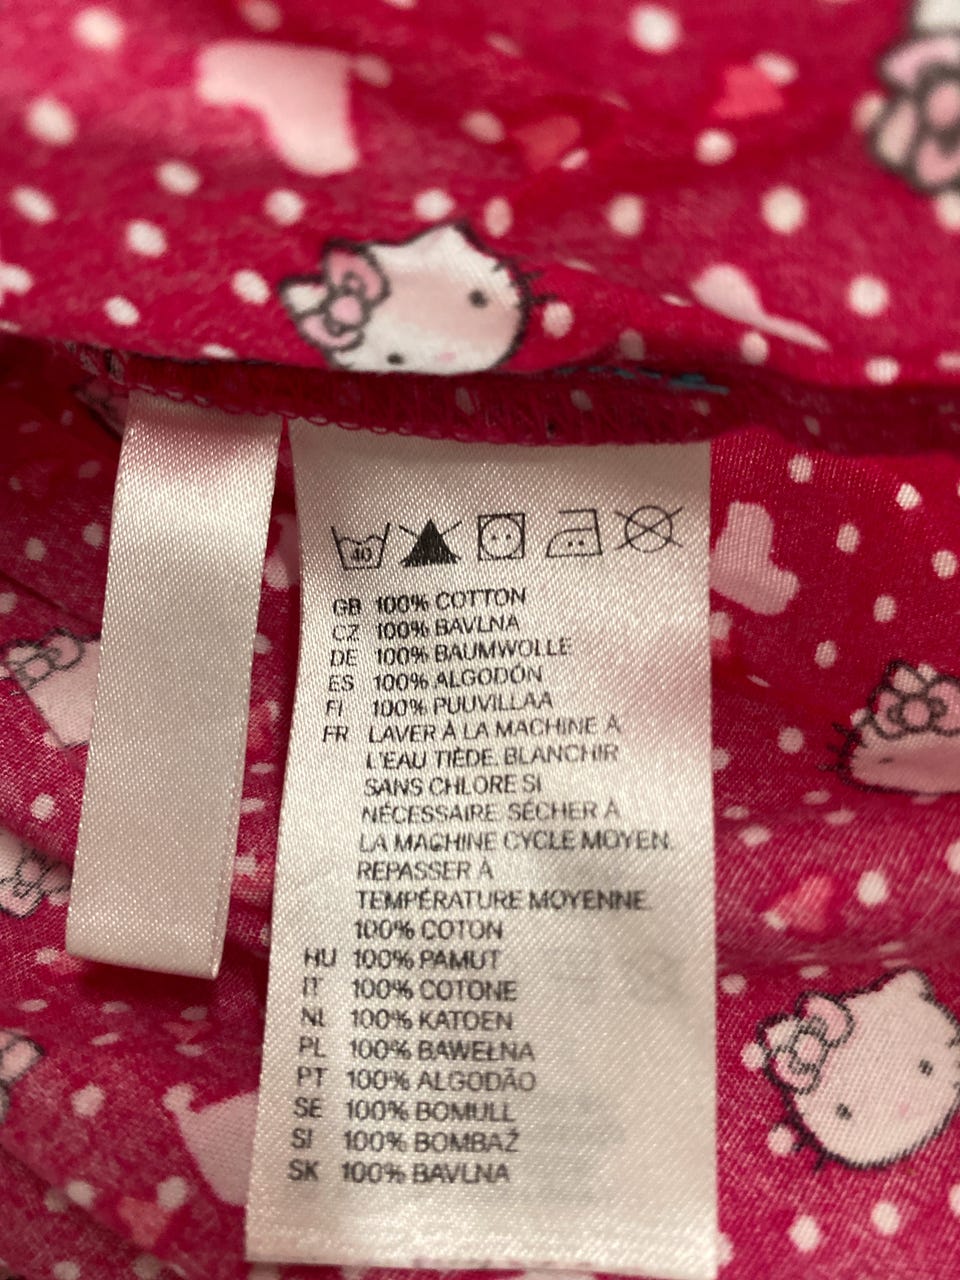 40
GB 100% COTTON
CZ 100% BAVLNA
DE 100% BAUMWOLLE
ES 100% ALGODÓN
FI 100% PUUVILLAA
FR LAVER À LA MACHINE À
L'EAU TIÈDE. BLANCHIR
SANS CHLORE SI
NÉCESSAIRE. SÉCHER À
LA MACHINE CYCLE MOYEN.
REPASSER À
TEMPÉRATURE MOYENNE.
100% COTON
HU 100% PAMUT
IT 100% COTONE
NL 100% KATOEN
PL 100% BAWEŁNA
PT 100% ALGODÃO
SE 100% BOMULL
SI 100% BOMBAŽ
SK 100% BAVLNA